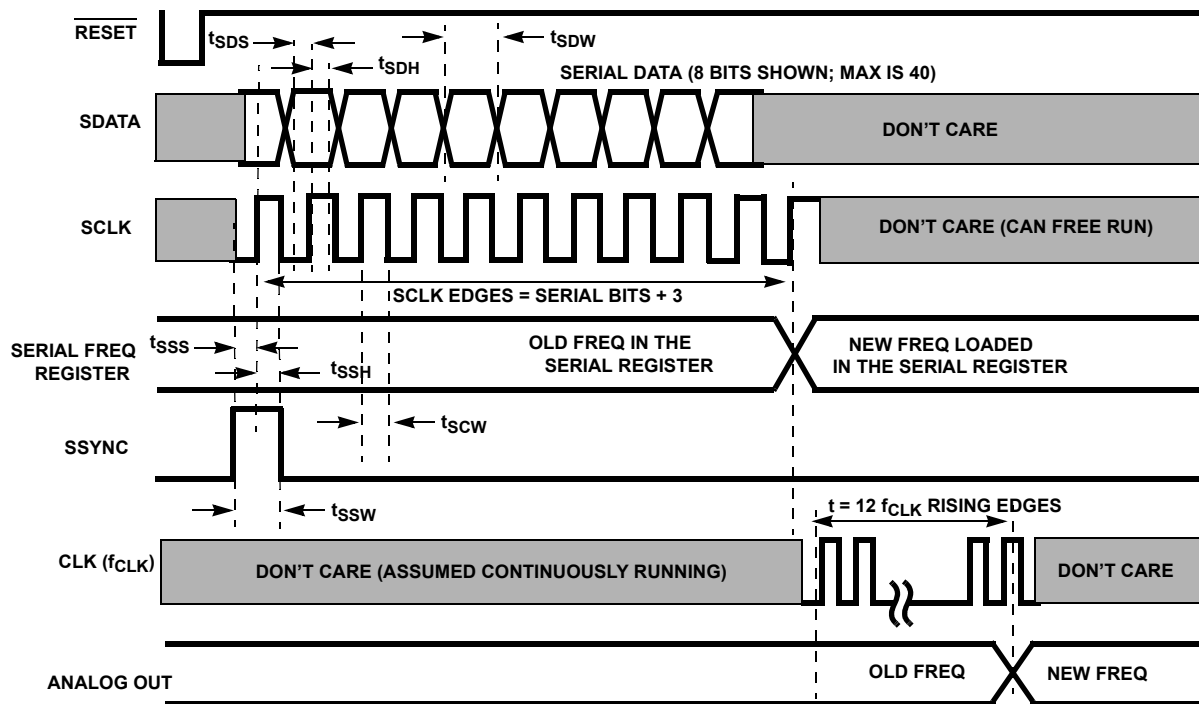 RESET
tSDS
tSDW
tSDH
SERIAL DATA (8 BITS SHOWN; MAX IS 40)
SDATA
DON'T CARE
SCLK
DON'T CARE (CAN FREE RUN)
SCLK EDGES = SERIAL BITS + 3
SERIAL FREQ
REGISTER
tSSS
tSSH
OLD FREQ IN THE
SERIAL REGISTER
NEW FREQ LOADED
IN THE SERIAL REGISTER
tSCW
SSYNC
tSSW
t = 12 fCLK RISING EDGES
CLK (fCLK)
DON'T CARE (ASSUMED CONTINUOUSLY RUNNING)
DON'T CARE
ANALOG OUT
OLD FREQ
NEW FREQ